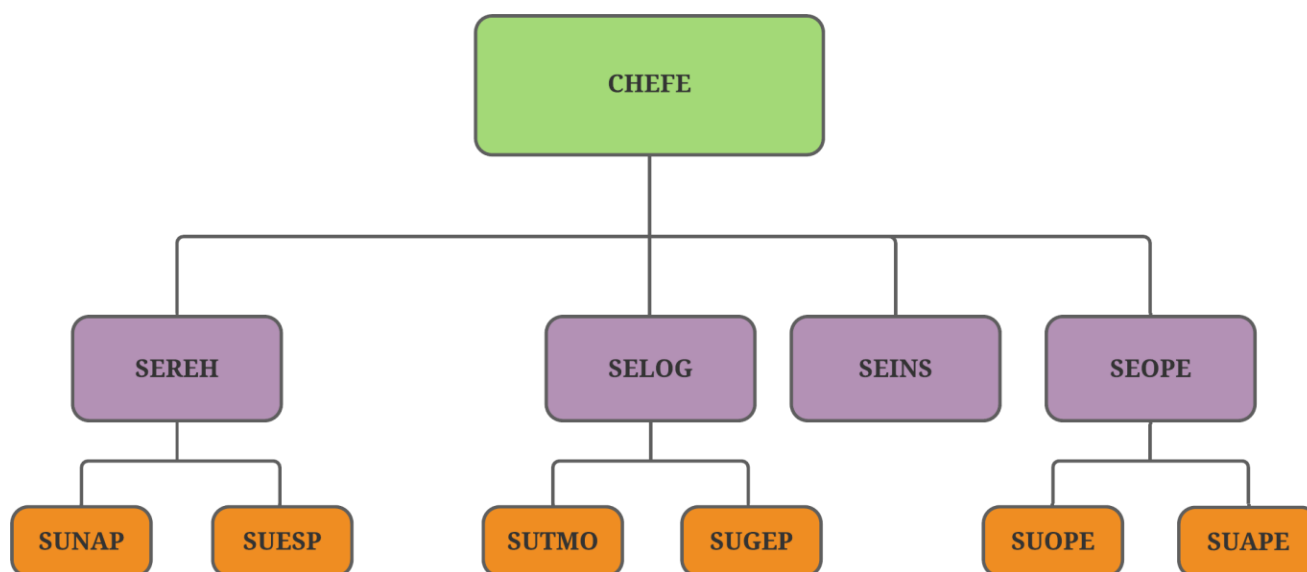 CHEFE
SEREH
SELOG
SEINS
SEOPE
SUNAP
SUESP
SUTMO
SUGEP
SUOPE
SUAPE